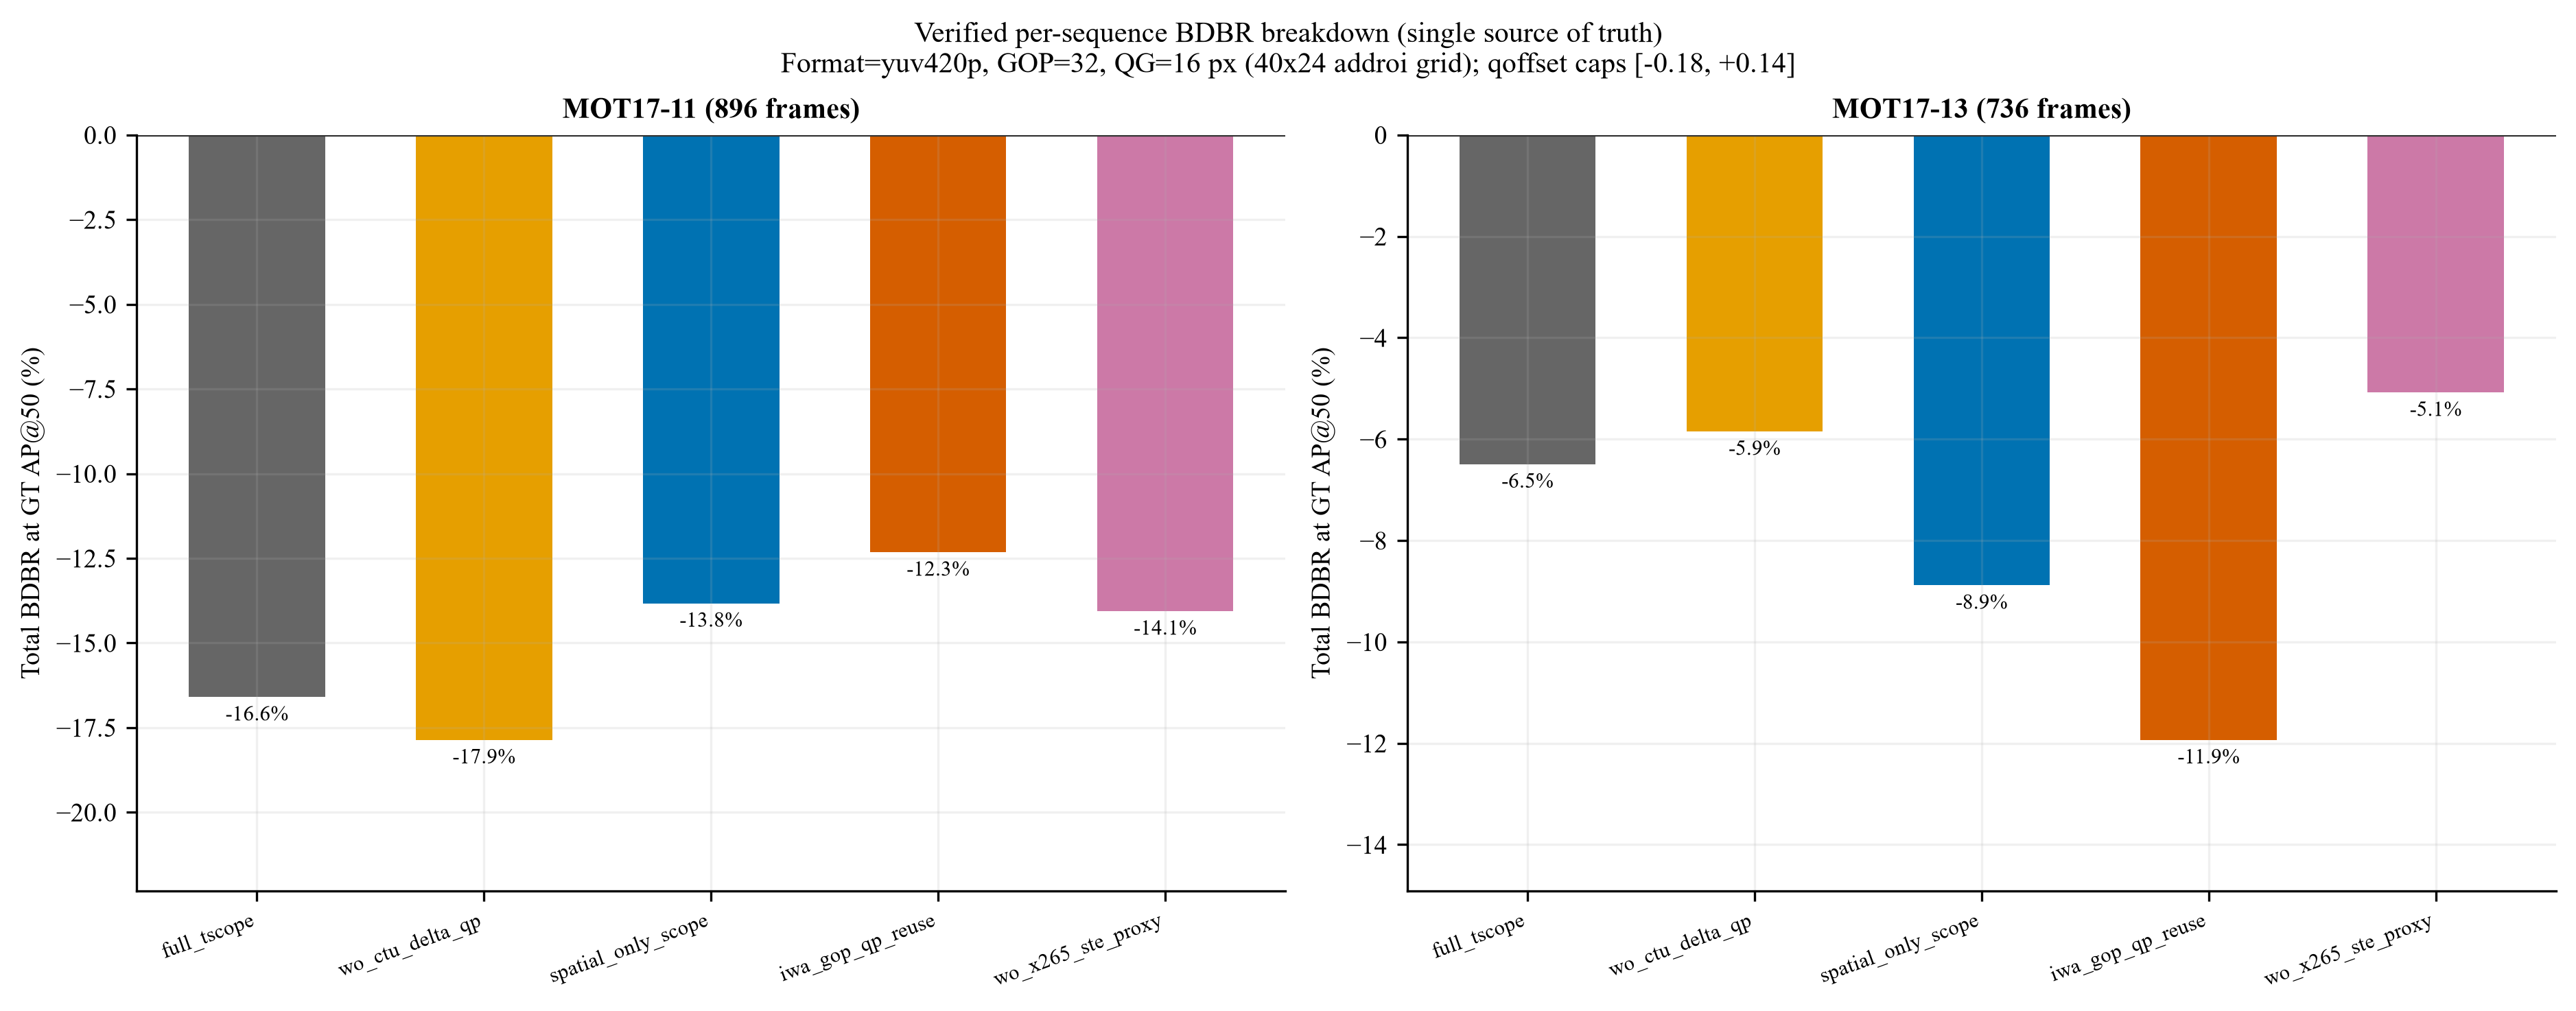 Verified per-sequence BDBR breakdown (single source of truth)
Format=yuv420p, GOP=32, QG=16 px (40x24 addroi grid); qoffset caps [-0.18, +0.14]
MOT17-11 (896 frames)
Total BDBR at GT AP@50 (%)
0.0
−2.5
−5.0
−7.5
−10.0
−12.5
−15.0
−17.5
−20.0
-16.6%
-17.9%
-13.8%
-12.3%
-14.1%
full_tscope
wo_ctu_delta_qp
spatial_only_scope
iwa_gop_qp_reuse
wo_x265_ste_proxy
MOT17-13 (736 frames)
Total BDBR at GT AP@50 (%)
0
−2
−4
−6
−8
−10
−12
−14
-6.5%
-5.9%
-8.9%
-11.9%
-5.1%
full_tscope
wo_ctu_delta_qp
spatial_only_scope
iwa_gop_qp_reuse
wo_x265_ste_proxy